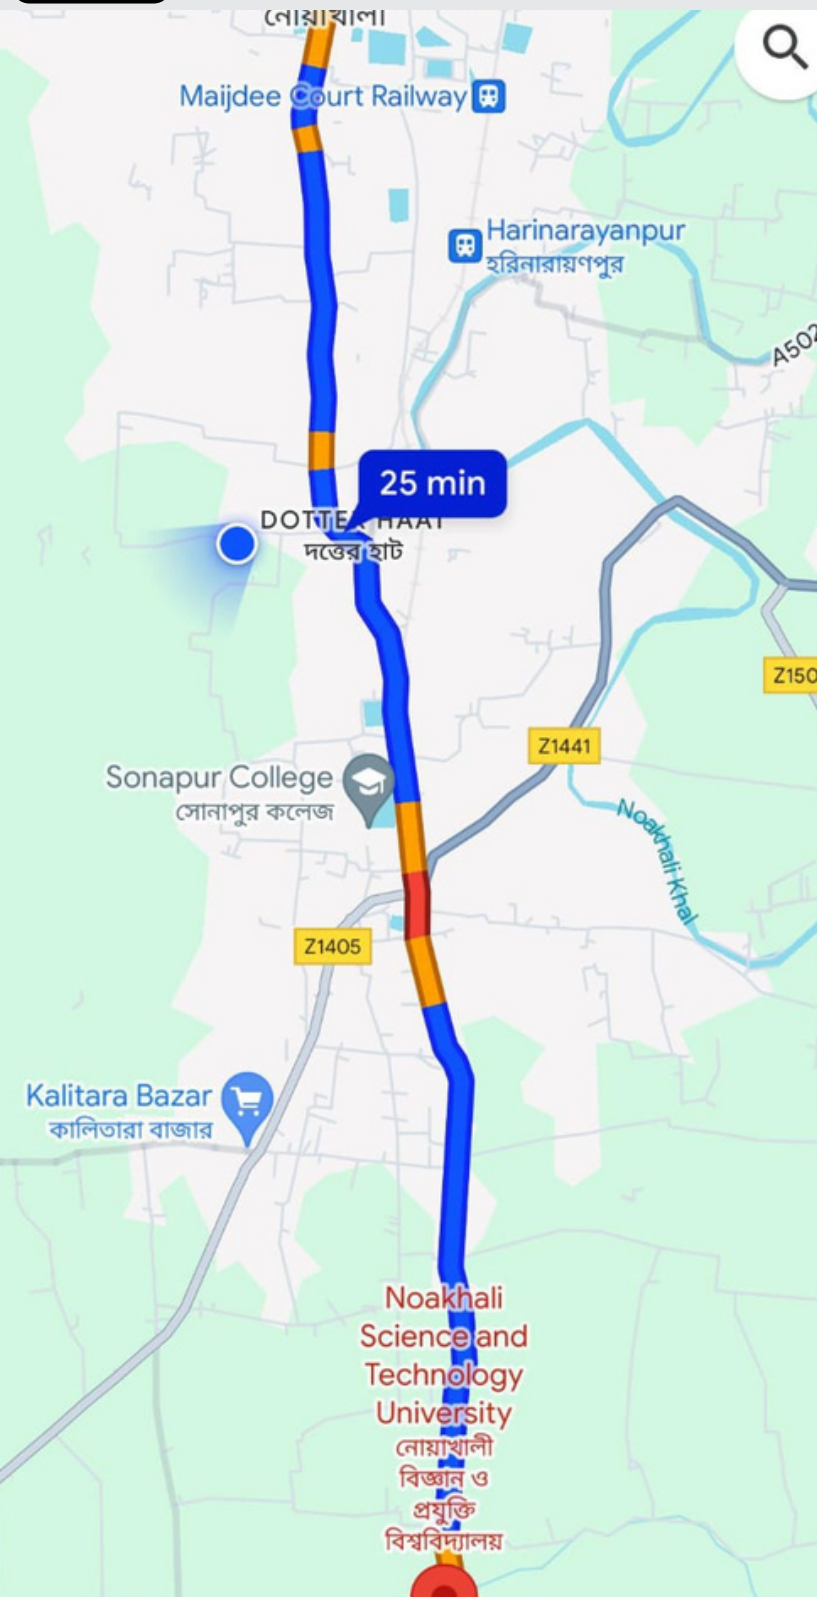 নোয়াখালী
Maijdee Court Railway
Harinarayanpur
হরিনারায়ণপুর
A502
25 min
DOTTER HAAT
দত্তের হাট
Z150
Z1441
Sonapur College
সোনাপুর কলেজ
Noakhali Khal
Z1405
Kalitara Bazar
কালিতারা বাজার
Noakhali
Science and
Technology
University
নোয়াখালী
বিজ্ঞান ও
প্রযুক্তি
বিশ্ববিদ্যালয়